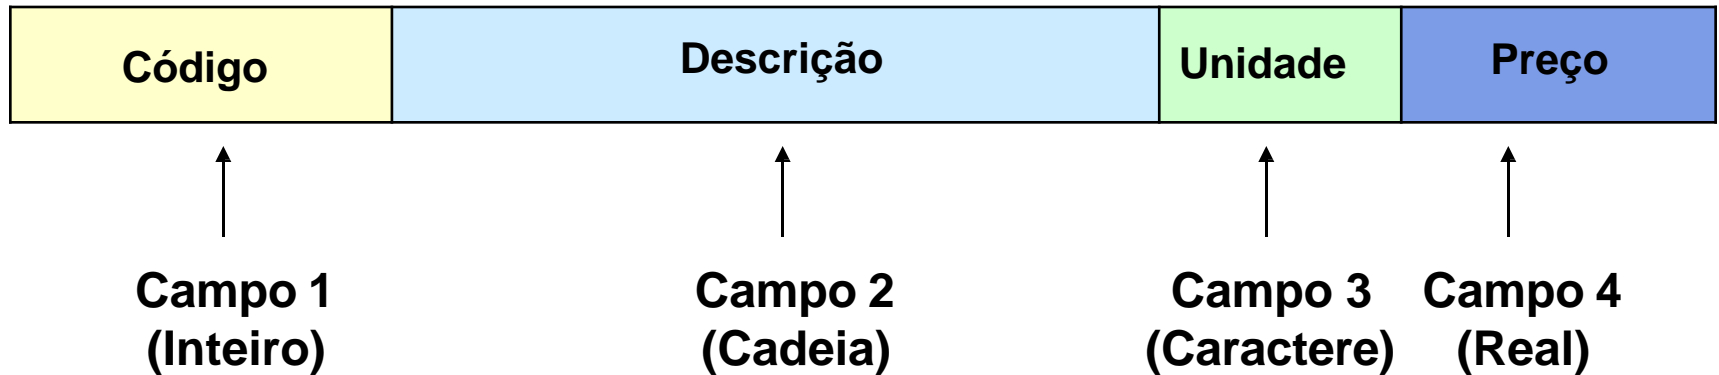 Código Descrição Unidade Preço
Campo 1 Campo 2 Campo 3 Campo 4
(Inteiro) (Cadeia) (Caractere) (Real)